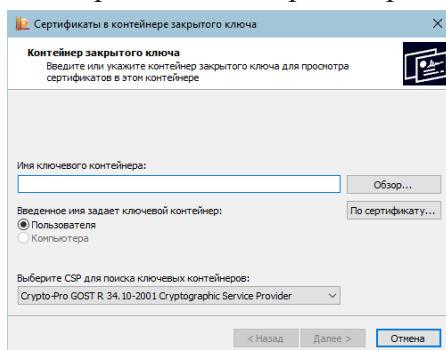 Сертификаты в контейнере закрытого ключа
Контейнер закрытого ключа
Введите или укажите контейнер закрытого ключа для просмотра
сертификатов в этом контейнере
Имя ключевого контейнера:
Обзор...
Введенное имя задает ключевой контейнер:
По сертификату...
Пользователя
Компьютера
Выберите CSP для поиска ключевых контейнеров:
Crypto-Pro GOST R 34.10-2001 Cryptographic Service Provider
< Назад Далее > Отмена